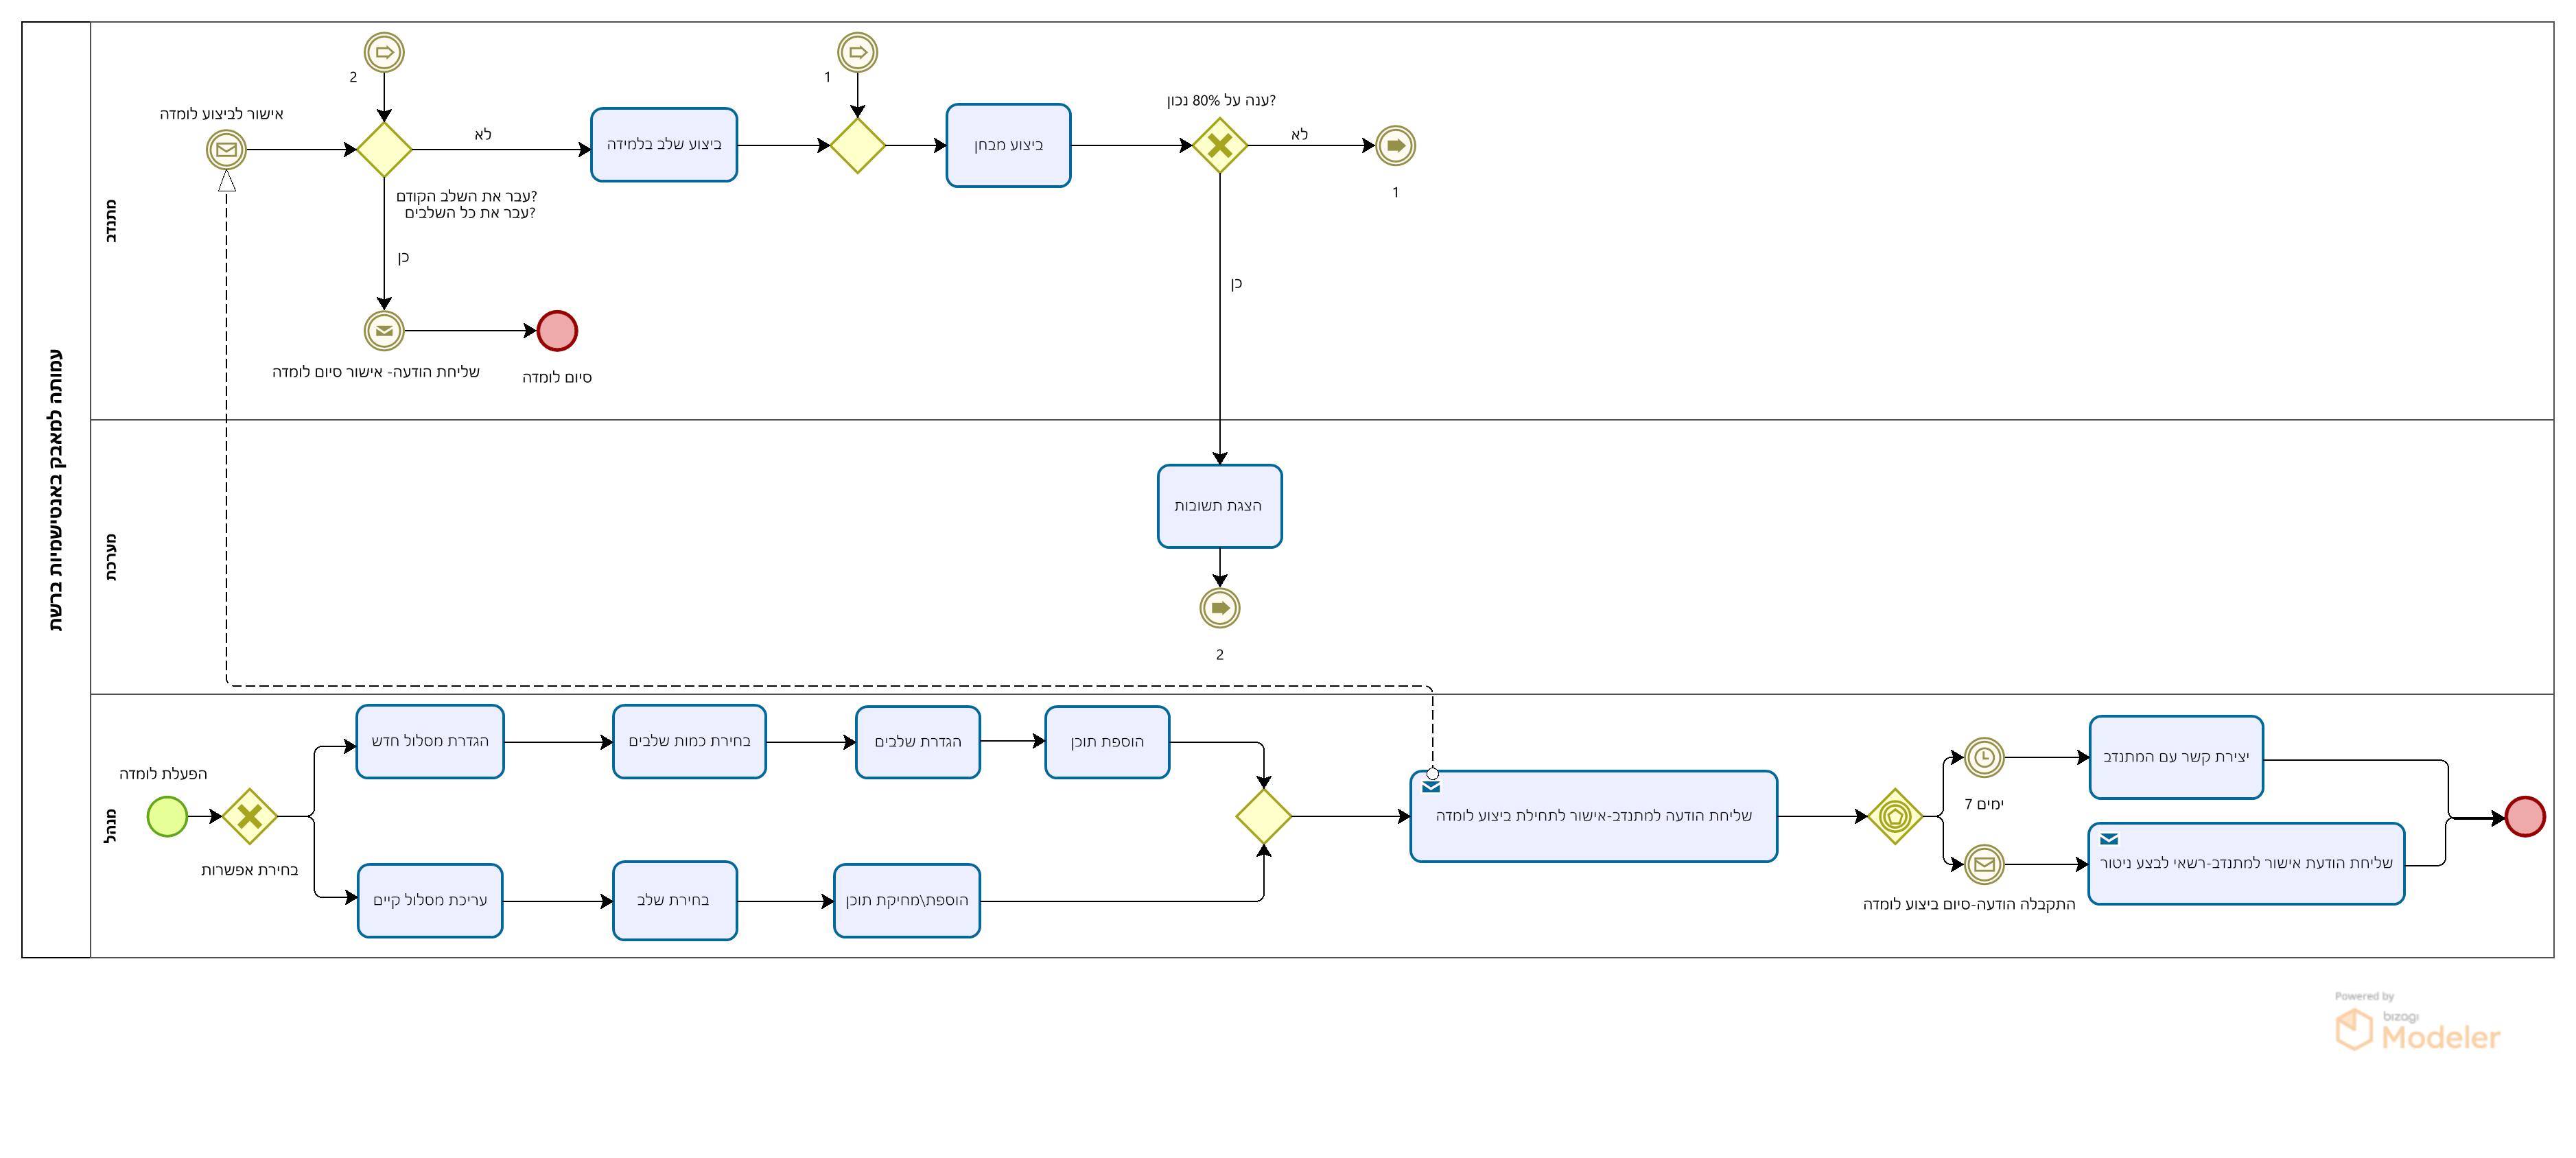 עמותה למאבק באנטישמיות ברשת
מתנדב
2
1
אישור לביצוע לומדה
לא
ביצוע שלב בלמידה
ביצוע מבחן
ענה על 80% נכון?
לא
1
עבר את השלב הקודם?
עבר את כל השלבים?
כן
כן
שליחת הודעה- אישור סיום לומדה
סיום לומדה
מערכת
הצגת תשובות
2
מנהל
הפעלת לומדה
בחירת אפשרות
הגדרת מסלול חדש
בחירת כמות שלבים
הגדרת שלבים
הוספת תוכן
עריכת מסלול קיים
בחירת שלב
הוספת\מחיקת תוכן
שליחת הודעה למתנדב-אישור לתחילת ביצוע לומדה
7 ימים
יצירת קשר עם המתנדב
התקבלה הודעה-סיום ביצוע לומדה
שליחת הודעת אישור למתנדב-רשאי לבצע ניטור
Powered by
bizagi
Modeler